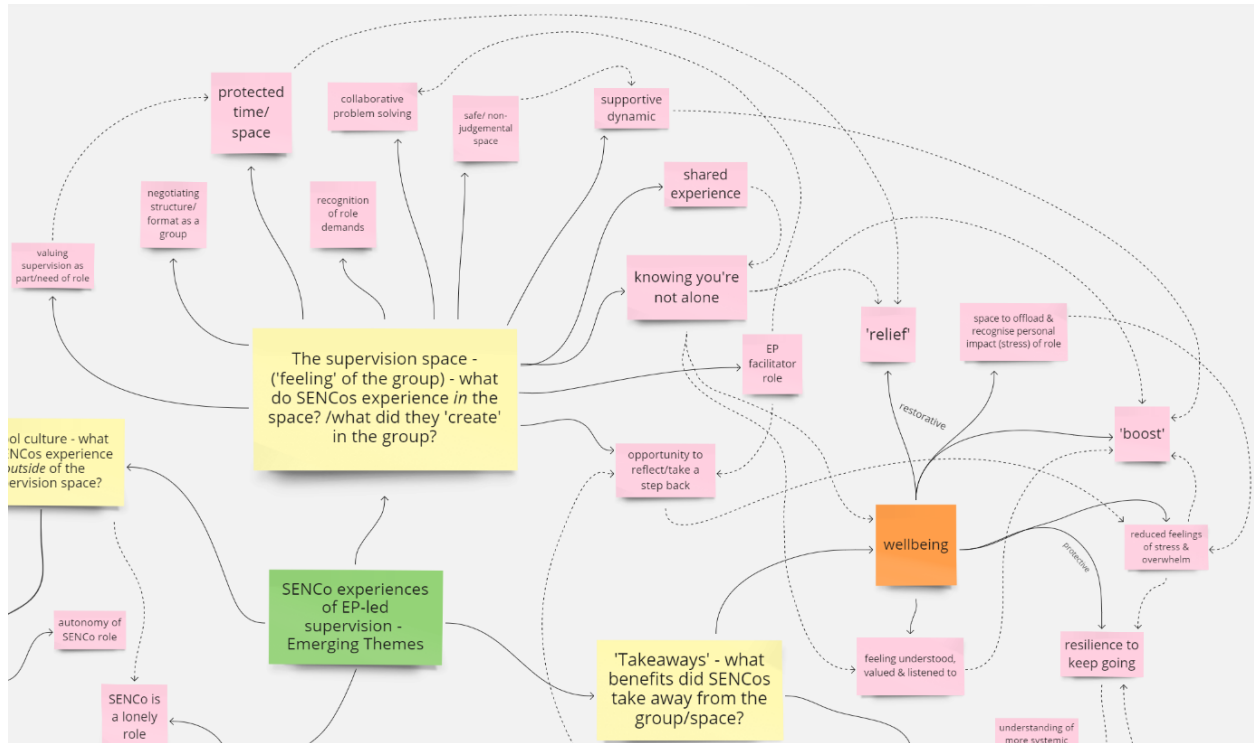 protected
time/
space
collaborative
problem solving
safe/ non-
judgemental
space
supportive
dynamic
shared
experience
negotiating
structure/
format as a
group
recognition
of role
demands
valuing
supervision as
part/need of role
knowing you're
not alone
'relief'
space to offload &
recognise personal
impact (stress) of role
EP
facilitator
role
The supervision space -
('feeling' of the group) - what
do SENCos experience in the
space? /what did they 'create'
in the group?
restorative
'boost'
ool culture - what
ENCos experience
outside of the
pervision space?
opportunity to
reflect/take a
step back
wellbeing
protective
reduced feelings
of stress &
overwhelm
SENCo experiences
of EP-led
supervision -
Emerging Themes
autonomy of
SENCo role
'Takeaways' - what
benefits did SENCos
take away from the
group/space?
feeling understood,
valued & listened to
resilience to
keep going
SENCo is
a lonely
role
understanding of
more systemic